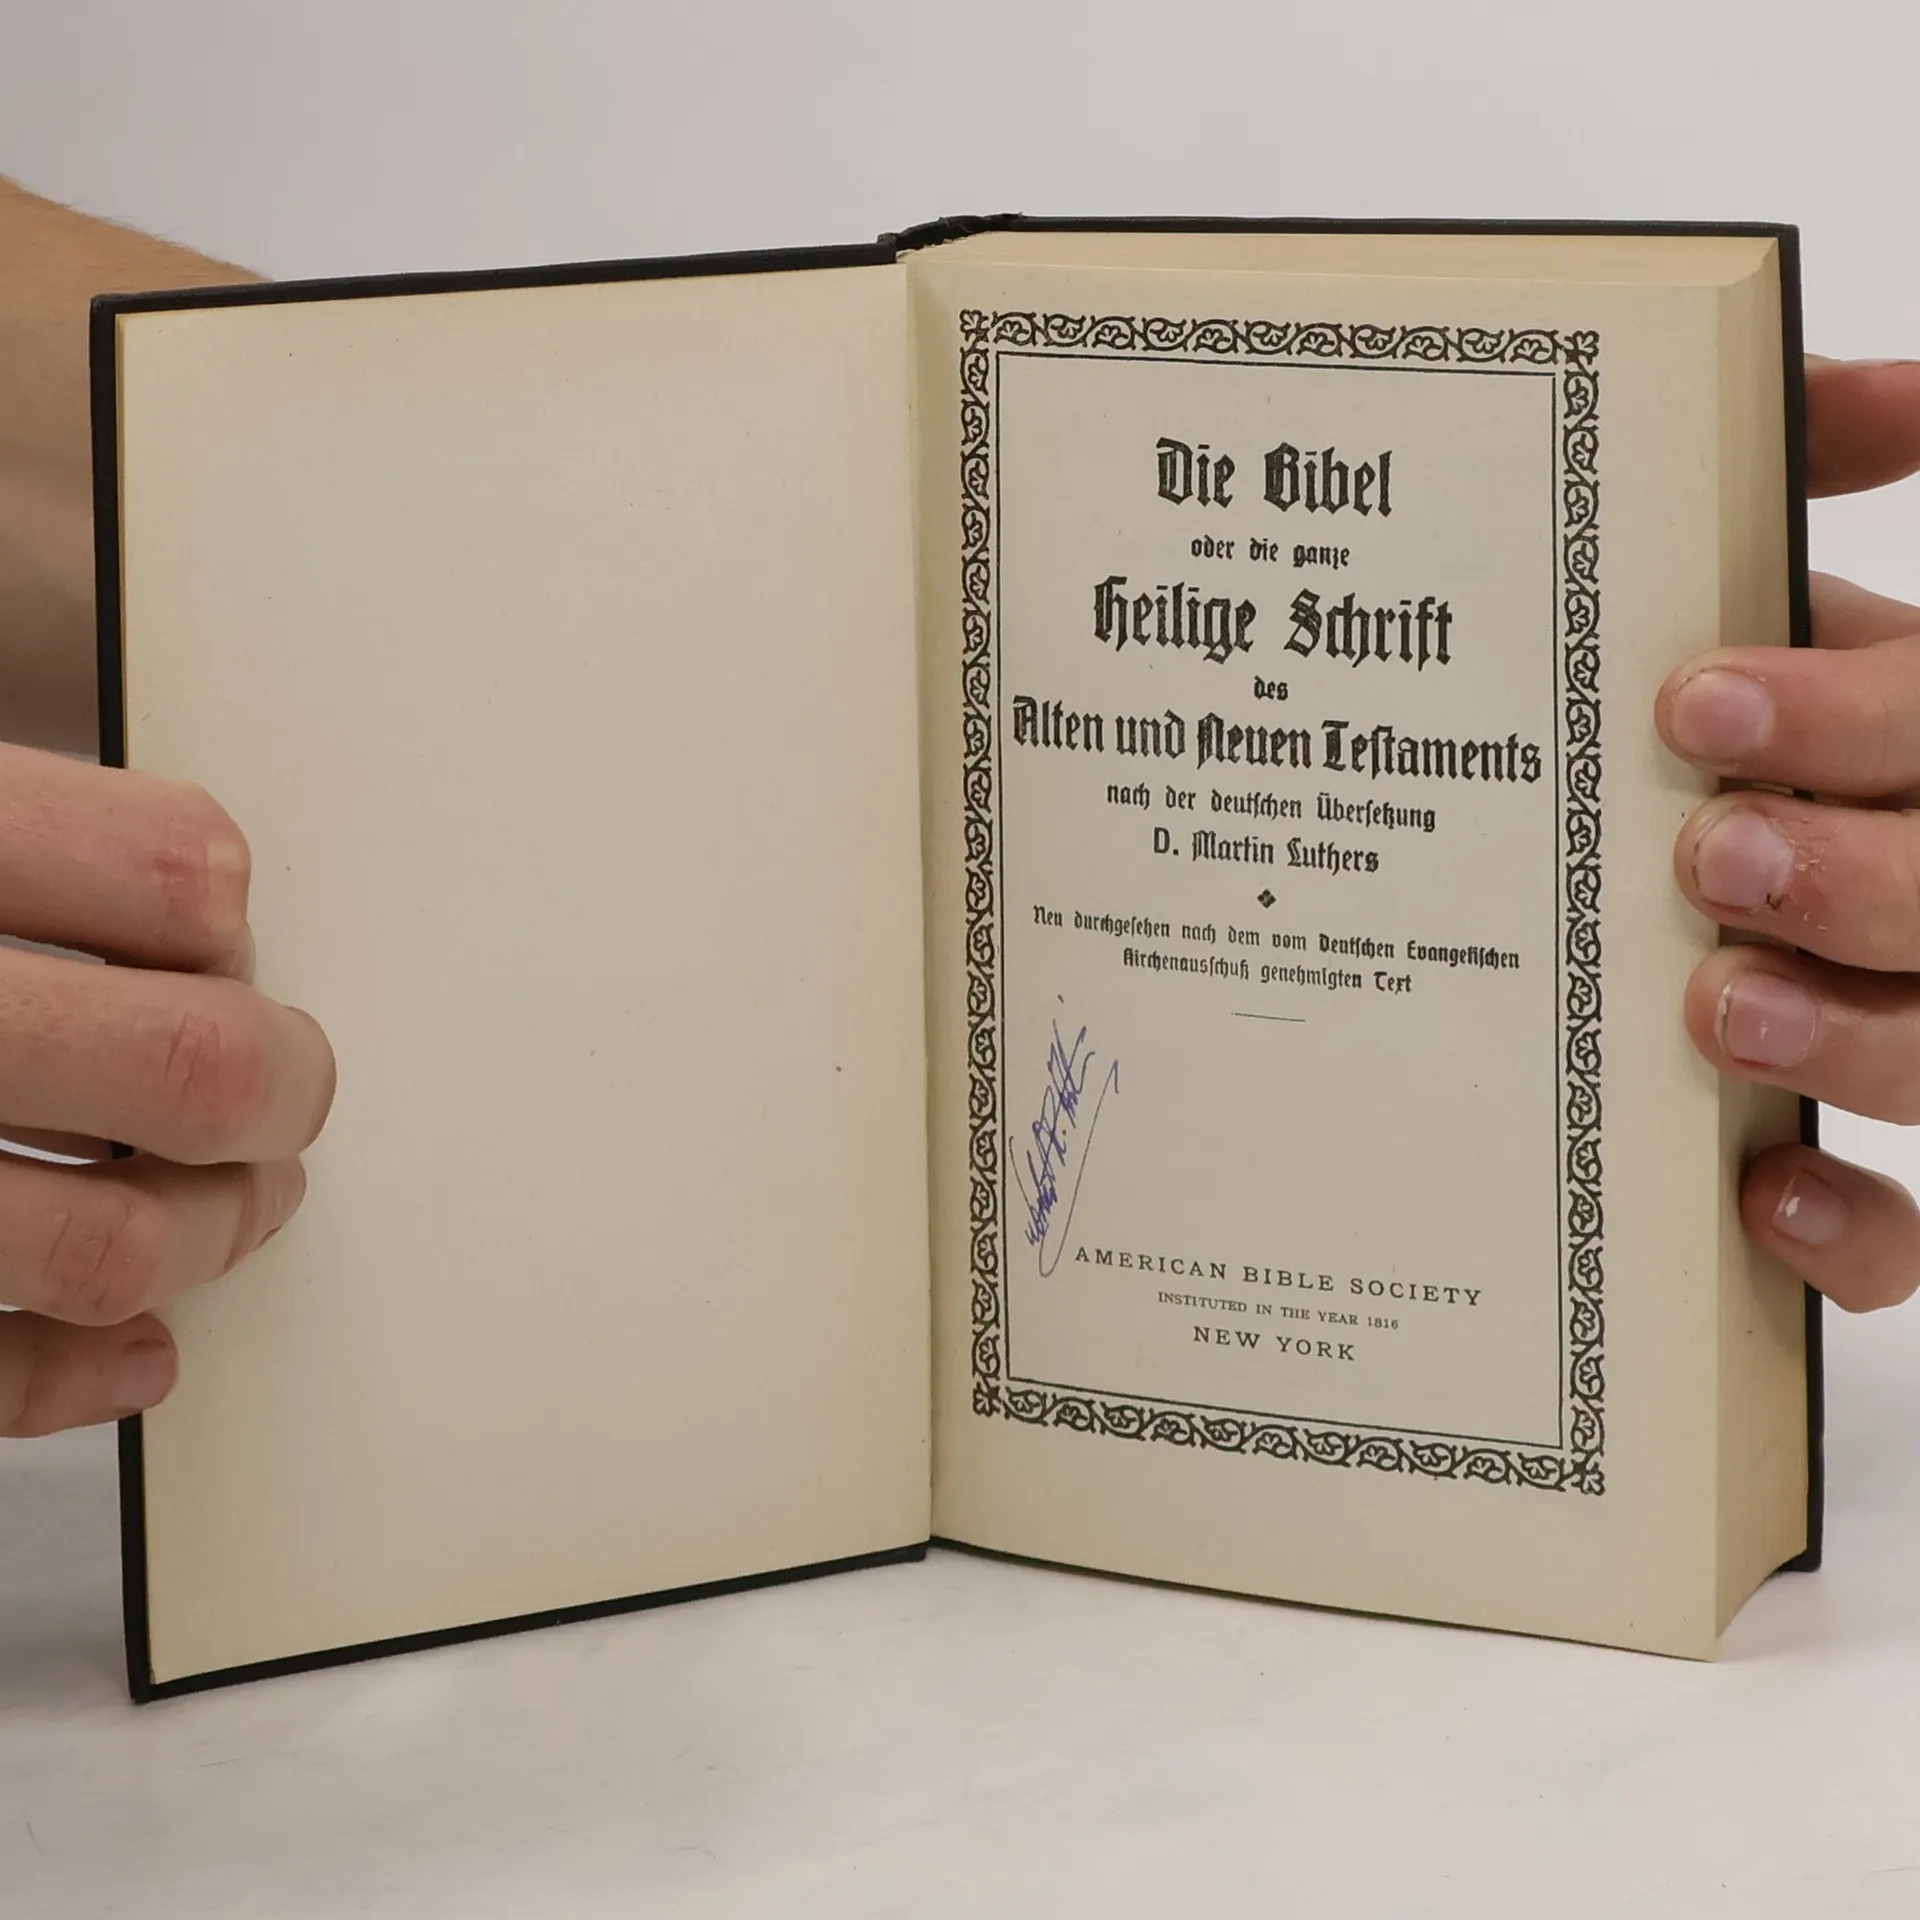 Die Bibel
oder die ganze
Heilige Schrift
des
Alten und Neuen Testaments
nach der deutschen Übersetzung
D. Martin Luthers
Neu durchgesehen nach dem vom Deutschen Evangelischen
Kirchenausschuß genehmigten Text
AMERICAN BIBLE SOCIETY
INSTITUTED IN THE YEAR 1816
NEW YORK